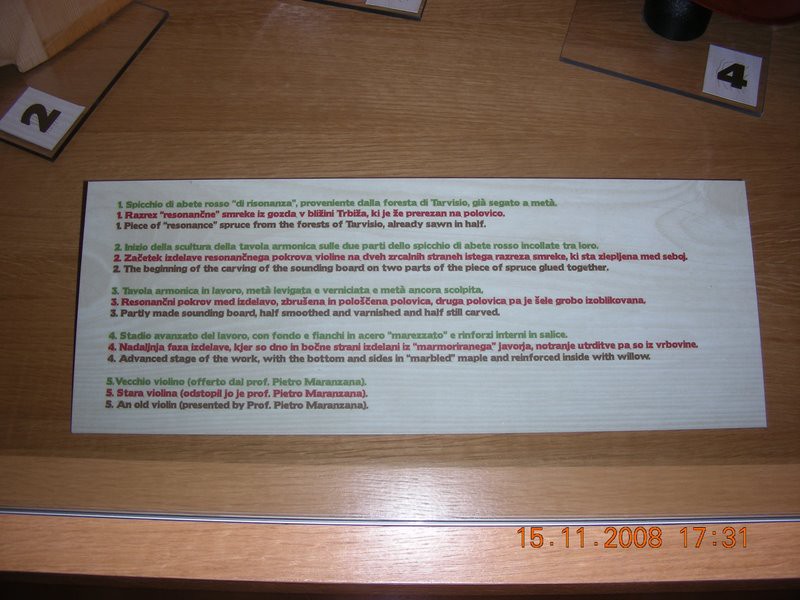 2
4
1. Spicchio di abete rosso "di risonanza", proveniente dalla foresta di Tarvisio, già segato a metà.
1. Razrez "resonančne" smreke iz gozda v bližini Trbiža, ki je že prerezan na polovico.
1. Piece of "resonance" spruce from the forests of Tarvisio, already sawn in half.
2. Inizio della scultura della tavola armonica sulle due parti dello spicchio di abete rosso incollate tra loro.
2. Začetek izdelave resonančnega pokrova violine na dveh zrcalnih straneh istega razreza smreke, ki sta zlepljena med seboj.
2. The beginning of the carving of the sounding board on two parts of the piece of spruce glued together.
3. Tavola armonica in lavoro, metà levigata e verniciata e metà ancora scolpita.
3. Resonančni pokrov med izdelavo, zbrušena in pološčena polovica, druga polovica pa je šele grobo izoblikovana.
3. Partly made sounding board, half smoothed and varnished and half still carved.
4. Stadio avanzato del lavoro, con fondo e fianchi in acero "marezzato" e rinforzi interni in salice.
4. Nadaljnja faza izdelave, kjer so dno in bočne strani izdelani iz "marmoriranega" javorja, notranje utrditve pa so iz vrbovine.
4. Advanced stage of the work, with the bottom and sides in "marbled" maple and reinforced inside with willow.
5. Vecchio violino (offerto dal prof. Pietro Maranzana).
5. Stara violina (odstopil jo je prof. Pietro Maranzana).
5. An old violin (presented by Prof. Pietro Maranzana).
15.11.2008 17:31